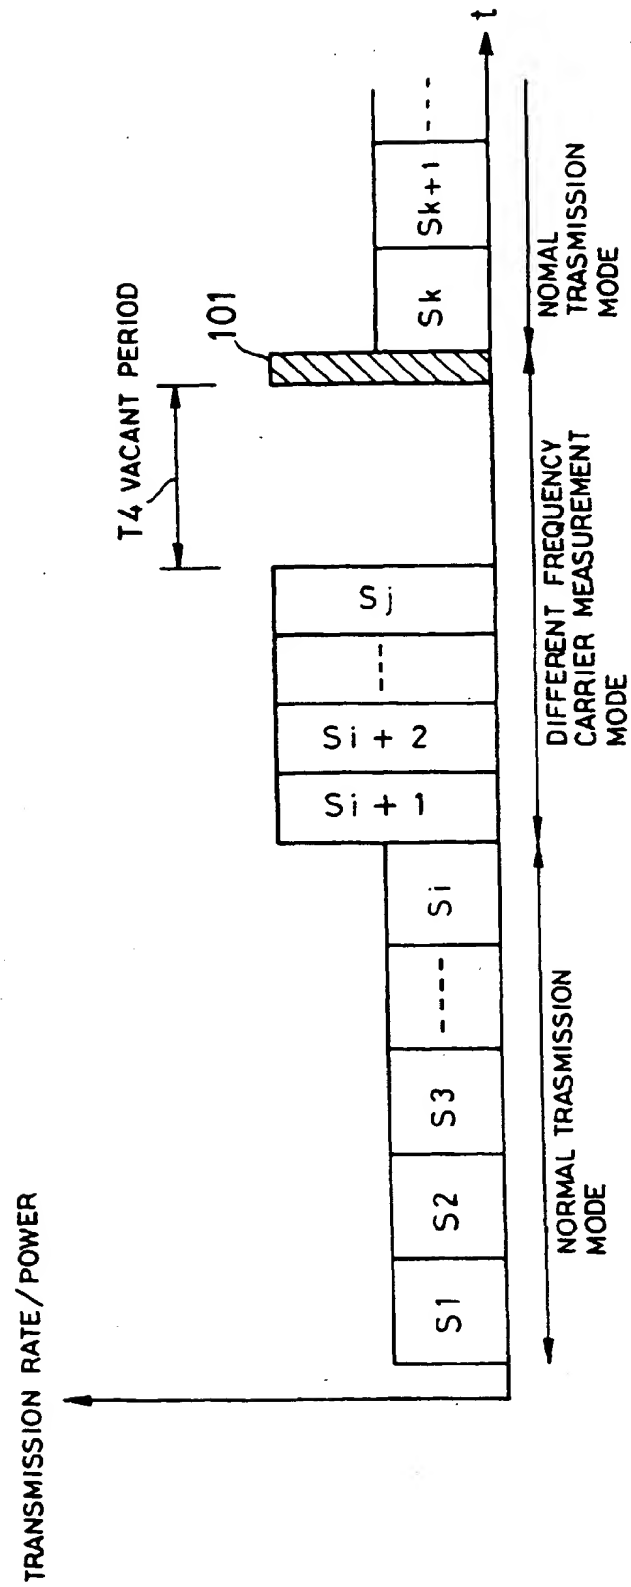 TRANSMISSION RATE/POWER
T4 VACANT PERIOD
101
S1
S2
S3
----
Si
Si + 1
Si + 2
---
Sj
Sk
Sk+1
---
t
NORMAL TRASMISSION
MODE
DIFFERENT FREQUENCY
CARRIER MEASUREMENT
MODE
NOMAL
TRASMISSION
MODE